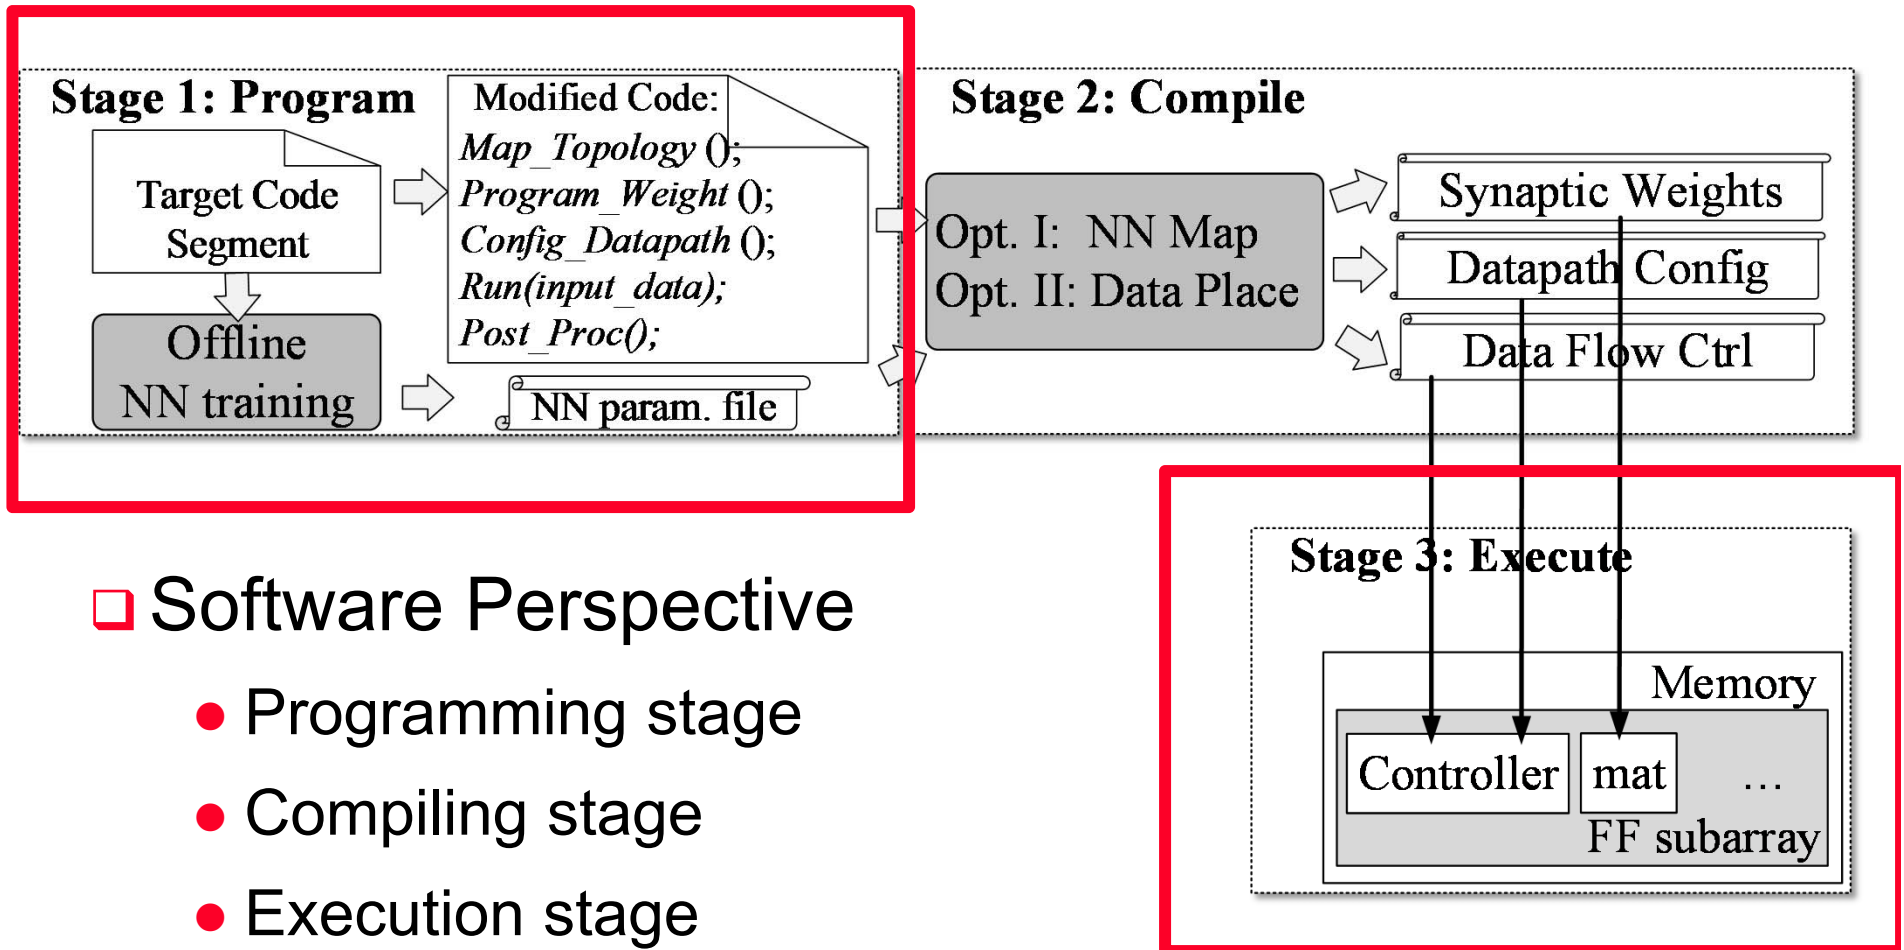 Stage 1: Program
Target Code
Segment
Offline
NN training
Modified Code:
Map_Topology ();
Program_Weight ();
Config_Datapath ();
Run(input_data);
Post_Proc();
NN param. file
Stage 2: Compile
Opt. I: NN Map
Opt. II: Data Place
Synaptic Weights
Datapath Config
Data Flow Ctrl
Stage 3: Execute
Memory
Controller
mat
...
FF subarray
Software Perspective
Programming stage
Compiling stage
Execution stage